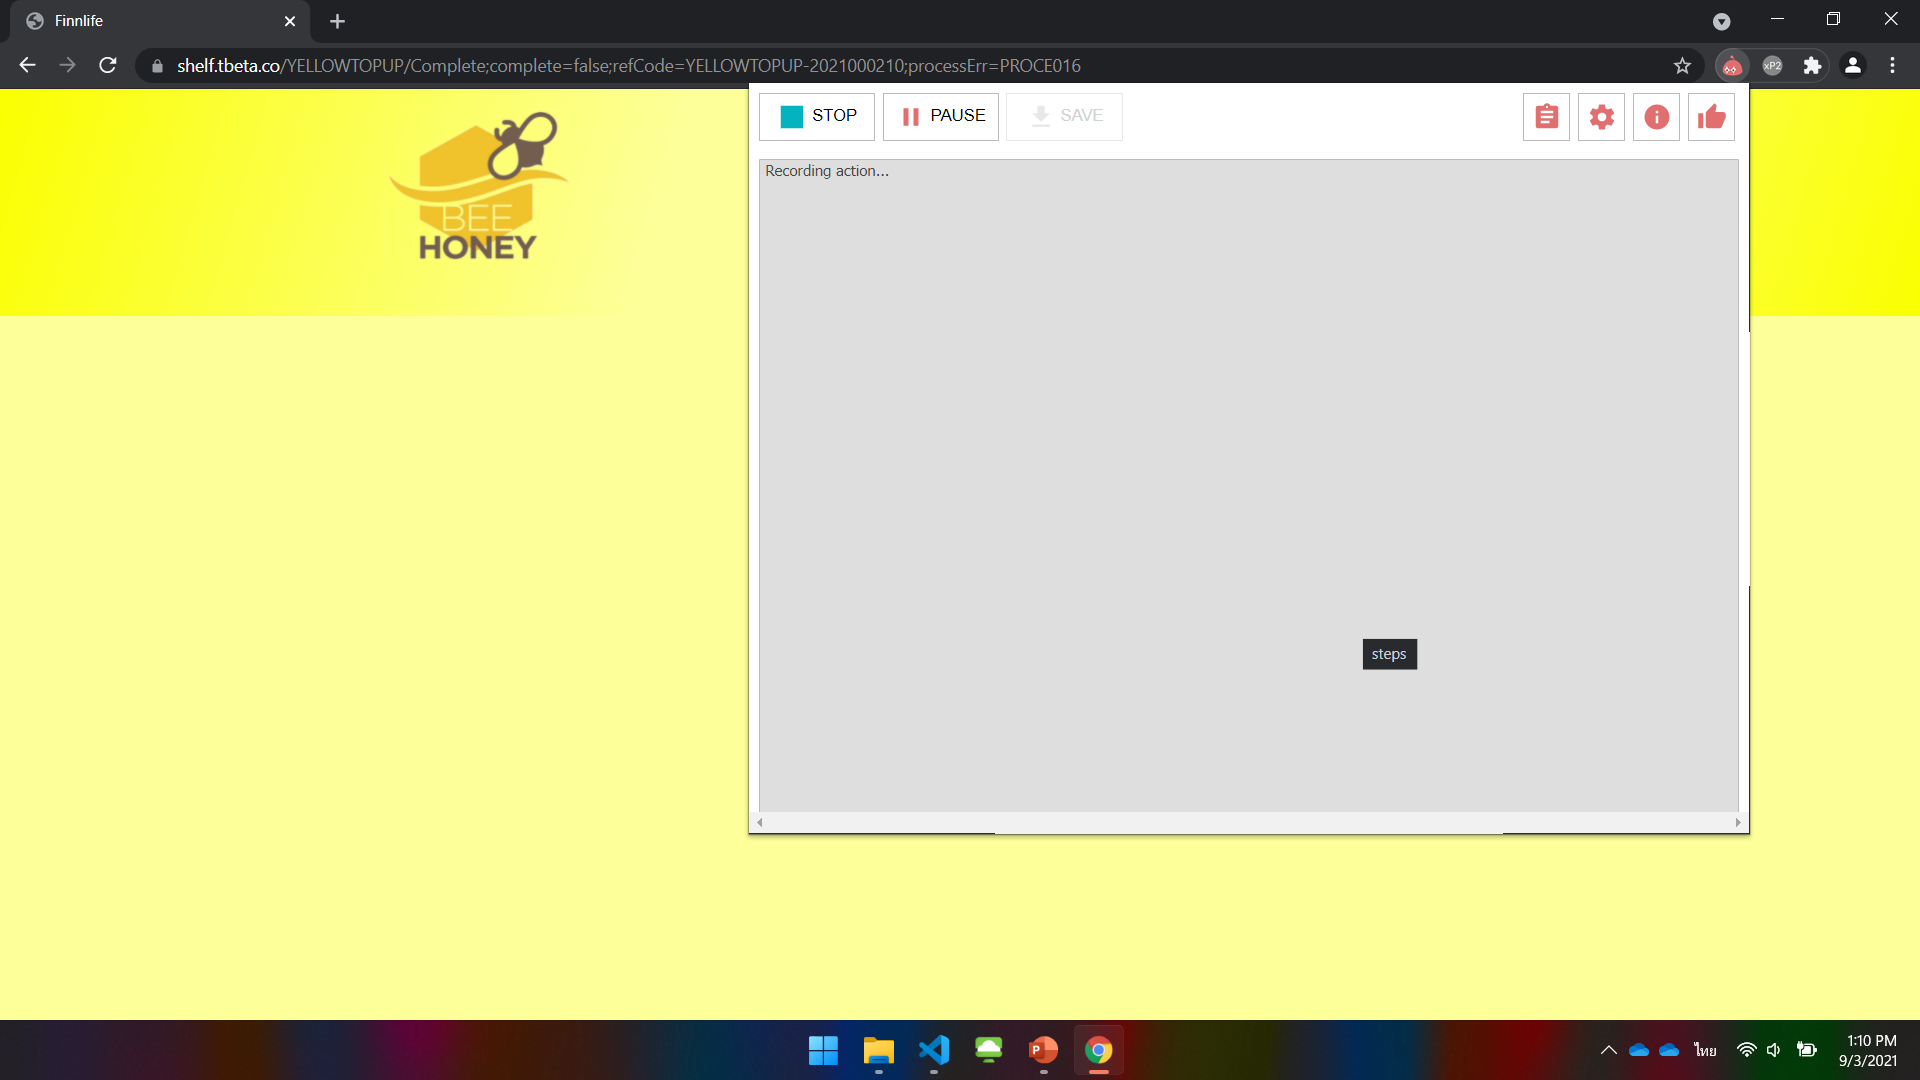 Finnlife
shelf.tbeta.co/YELLOWTOPUP/Complete;complete=false;refCode=YELLOWTOPUP-2021000210;processErr=PROCE016
xP2
BEE
HONEY
STOP
PAUSE
SAVE
Recording action...
steps
P
ไทย
1:10 PM
9/3/2021